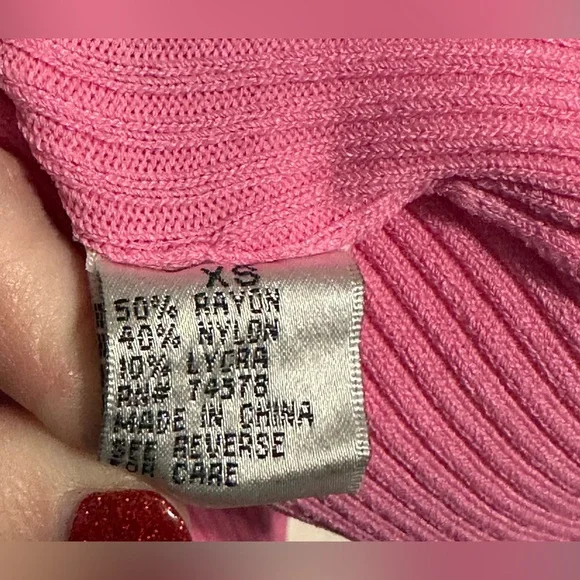 XS
50% RAYON
40% NYLON
10% LYCRA
RN# 74578
MADE IN CHINA
SEE REVERSE
FOR CARE